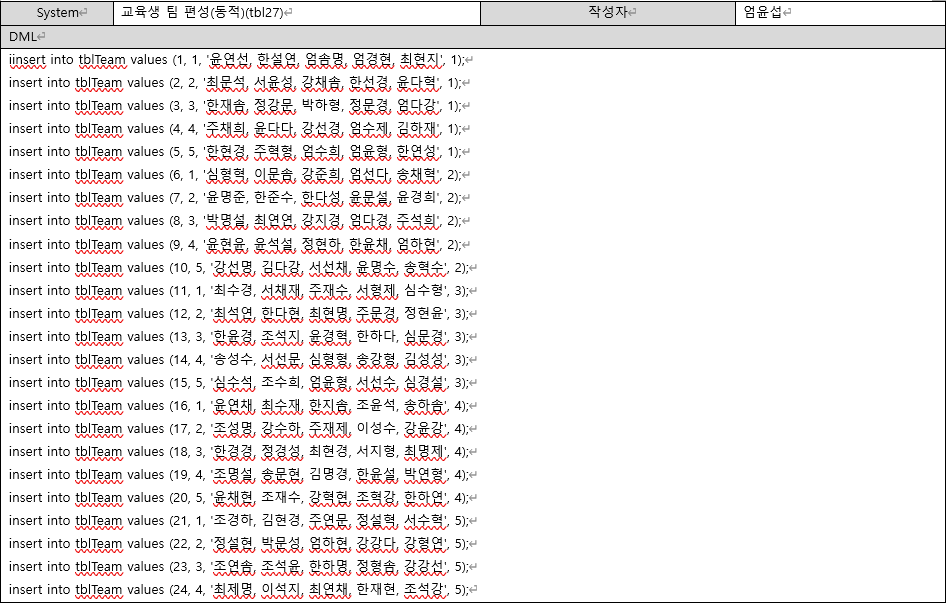 System 교육생 팀 편성(동적)(tbl27) 작성자 엄윤섭
DML
iinsert into tblTeam values (1, 1, '윤연선, 한설연, 엄솜명, 엄경현, 최현지', 1);
insert into tblTeam values (2, 2, '최문석, 서윤성, 강채솜, 한선경, 윤다혁', 1);
insert into tblTeam values (3, 3, '한재솜, 정강문, 박하형, 정문경, 엄다강', 1);
insert into tblTeam values (4, 4, '주채희, 윤다다, 강선경, 엄수제, 김하재', 1);
insert into tblTeam values (5, 5, '한현경, 주혁형, 엄수희, 엄윤형, 한연성', 1);
insert into tblTeam values (6, 1, '심형혁, 이문솜, 강준희, 엄선다, 송채혁', 2);
insert into tblTeam values (7, 2, '윤명준, 한준수, 한다성, 윤문설, 윤경희', 2);
insert into tblTeam values (8, 3, '박명설, 최연연, 강지경, 엄다경, 주석희', 2);
insert into tblTeam values (9, 4, '윤현윤, 윤석설, 정현하, 한윤채, 엄하현', 2);
insert into tblTeam values (10, 5, '강선명, 김다강, 서선채, 윤명수, 송혁수', 2);
insert into tblTeam values (11, 1, '최수경, 서채재, 주재수, 서형제, 심수형', 3);
insert into tblTeam values (12, 2, '최석연, 한다현, 최현명, 주문경, 정현윤', 3);
insert into tblTeam values (13, 3, '한윤경, 조석지, 윤경혁, 한하다, 심문경', 3);
insert into tblTeam values (14, 4, '송성수, 서선문, 심형형, 송강형, 김성성', 3);
insert into tblTeam values (15, 5, '심수석, 조수희, 엄윤형, 서선수, 심경설', 3);
insert into tblTeam values (16, 1, '윤연채, 최수재, 한지솜, 조윤석, 송하솜', 4);
insert into tblTeam values (17, 2, '조성명, 강수하, 주재제, 이성수, 강윤강', 4);
insert into tblTeam values (18, 3, '한경경, 정경성, 최현경, 서지형, 최명제', 4);
insert into tblTeam values (19, 4, '조명설, 송문현, 김명경, 한윤설, 박연형', 4);
insert into tblTeam values (20, 5, '윤채현, 조재수, 강혁현, 조혁강, 한하연', 4);
insert into tblTeam values (21, 1, '조경하, 김현경, 주연문, 정설혁, 서수혁', 5);
insert into tblTeam values (22, 2, '정설현, 박문성, 엄하현, 강강다, 강형연', 5);
insert into tblTeam values (23, 3, '조연솜, 조석윤, 한하명, 정형솜, 강강선', 5);
insert into tblTeam values (24, 4, '최제명, 이석지, 최연채, 한재현, 조석강', 5);